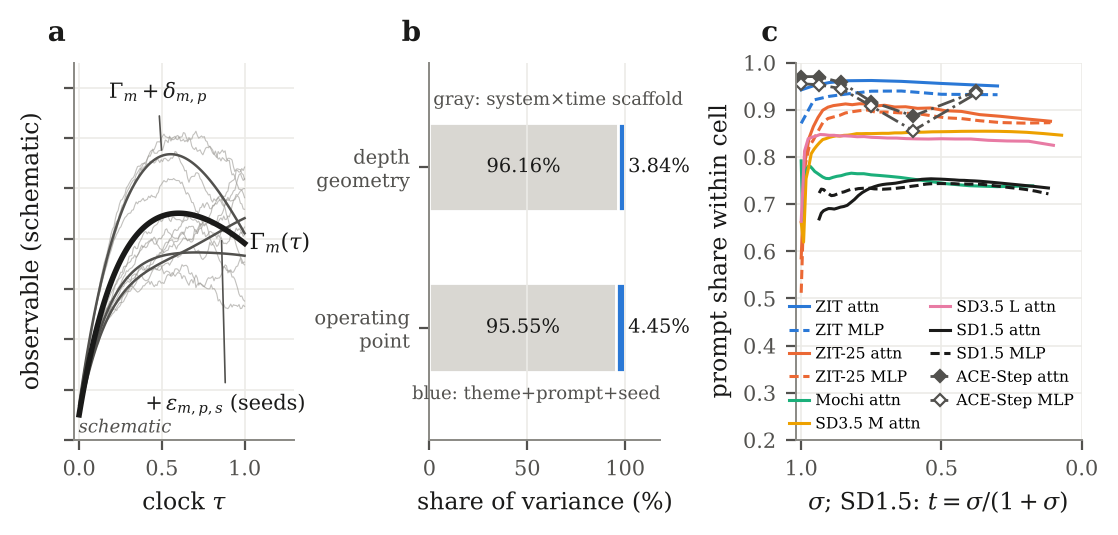 a
observable (schematic)
Γm + δm,p
Γm(τ)
+ εm,p,s (seeds)
schematic
0.0 0.5 1.0
clock τ
b
gray: system×time scaffold
depth
geometry
96.16% 3.84%
operating
point
95.55% 4.45%
blue: theme+prompt+seed
0 50 100
share of variance (%)
c
prompt share within cell
1.0
0.9
0.8
0.7
0.6
0.5
0.4
0.3
0.2
ZIT attn
ZIT MLP
ZIT-25 attn
ZIT-25 MLP
Mochi attn
SD3.5 M attn
SD3.5 L attn
SD1.5 attn
SD1.5 MLP
ACE-Step attn
ACE-Step MLP
1.0 0.5 0.0
σ; SD1.5: t = σ/(1 + σ)